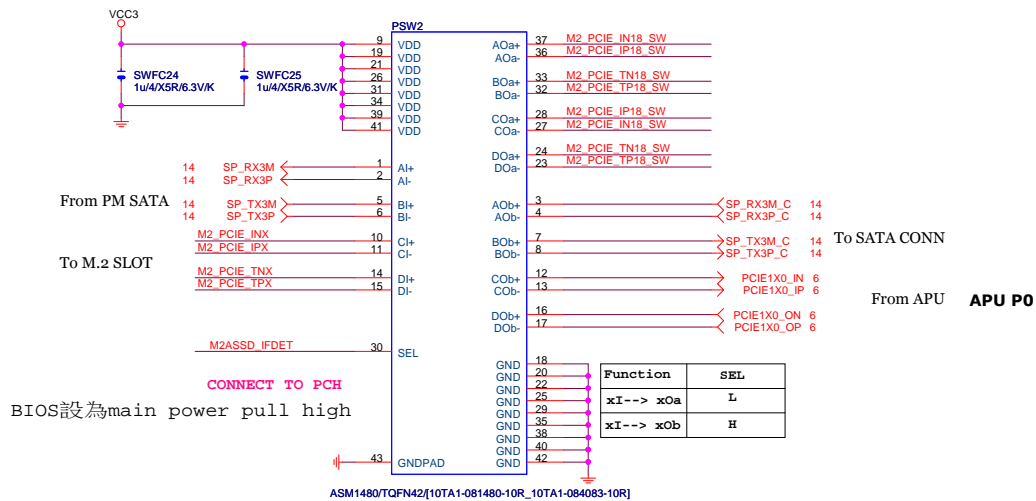 VCC3
PSW2
SWFC24
1u/4/X5R/6.3V/K
SWFC25
1u/4/X5R/6.3V/K
9 VDD
19 VDD
21 VDD
26 VDD
31 VDD
34 VDD
39 VDD
41 VDD
14 SP_RX3M 1 AI+
14 SP_RX3P 2 AI-
From PM SATA
14 SP_TX3M 5 BI+
14 SP_TX3P 6 BI-
M2_PCIE_INX 10 CI+
M2_PCIE_IPX 11 CI-
To M.2 SLOT
M2_PCIE_TNX 14 DI+
M2_PCIE_TPX 15 DI-
M2ASSD_IFDET 30 SEL
CONNECT TO PCH
BIOS設為main power pull high
43 GNDPAD
AOa+ 37 M2_PCIE_IN18_SW
AOa- 36 M2_PCIE_IP18_SW
BOa+ 33 M2_PCIE_TN18_SW
BOa- 32 M2_PCIE_TP18_SW
COa+ 28 M2_PCIE_IP18_SW
COa- 27 M2_PCIE_IN18_SW
DOa+ 24 M2_PCIE_TN18_SW
DOa- 23 M2_PCIE_TP18_SW
AOb+ 3 SP_RX3M_C 14
AOb- 4 SP_RX3P_C 14
BOb+ 7 SP_TX3M_C 14
BOb- 8 SP_TX3P_C 14
To SATA CONN
COb+ 12 PCIE1X0_IN 6
COb- 13 PCIE1X0_IP 6
From APU APU P0
DOb+ 16 PCIE1X0_ON 6
DOb- 17 PCIE1X0_OP 6
GND 18
GND 20
GND 22
GND 25
GND 29
GND 35
GND 38
GND 40
GND 42
Function SEL
xI--> xOa L
xI--> xOb H
ASM1480/TQFN42/[10TA1-081480-10R_10TA1-084083-10R]